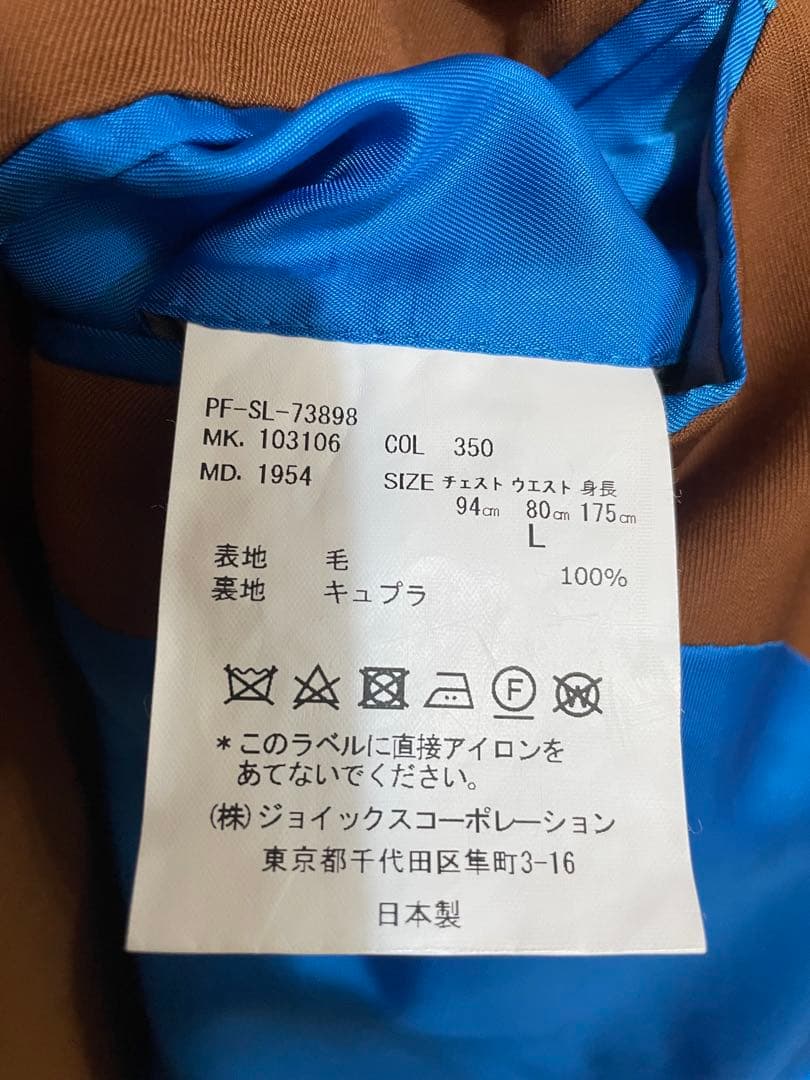 PF-SL-73898
MK. 103106 COL 350
MD. 1954 SIZE チェスト ウエスト 身長
94㎝ 80㎝ 175㎝
L
表地 毛 100%
裏地 キュプラ
F W
*このラベルに直接アイロンを
あてないでください。
(株)ジョイックスコーポレーション
東京都千代田区隼町3-16
日本製